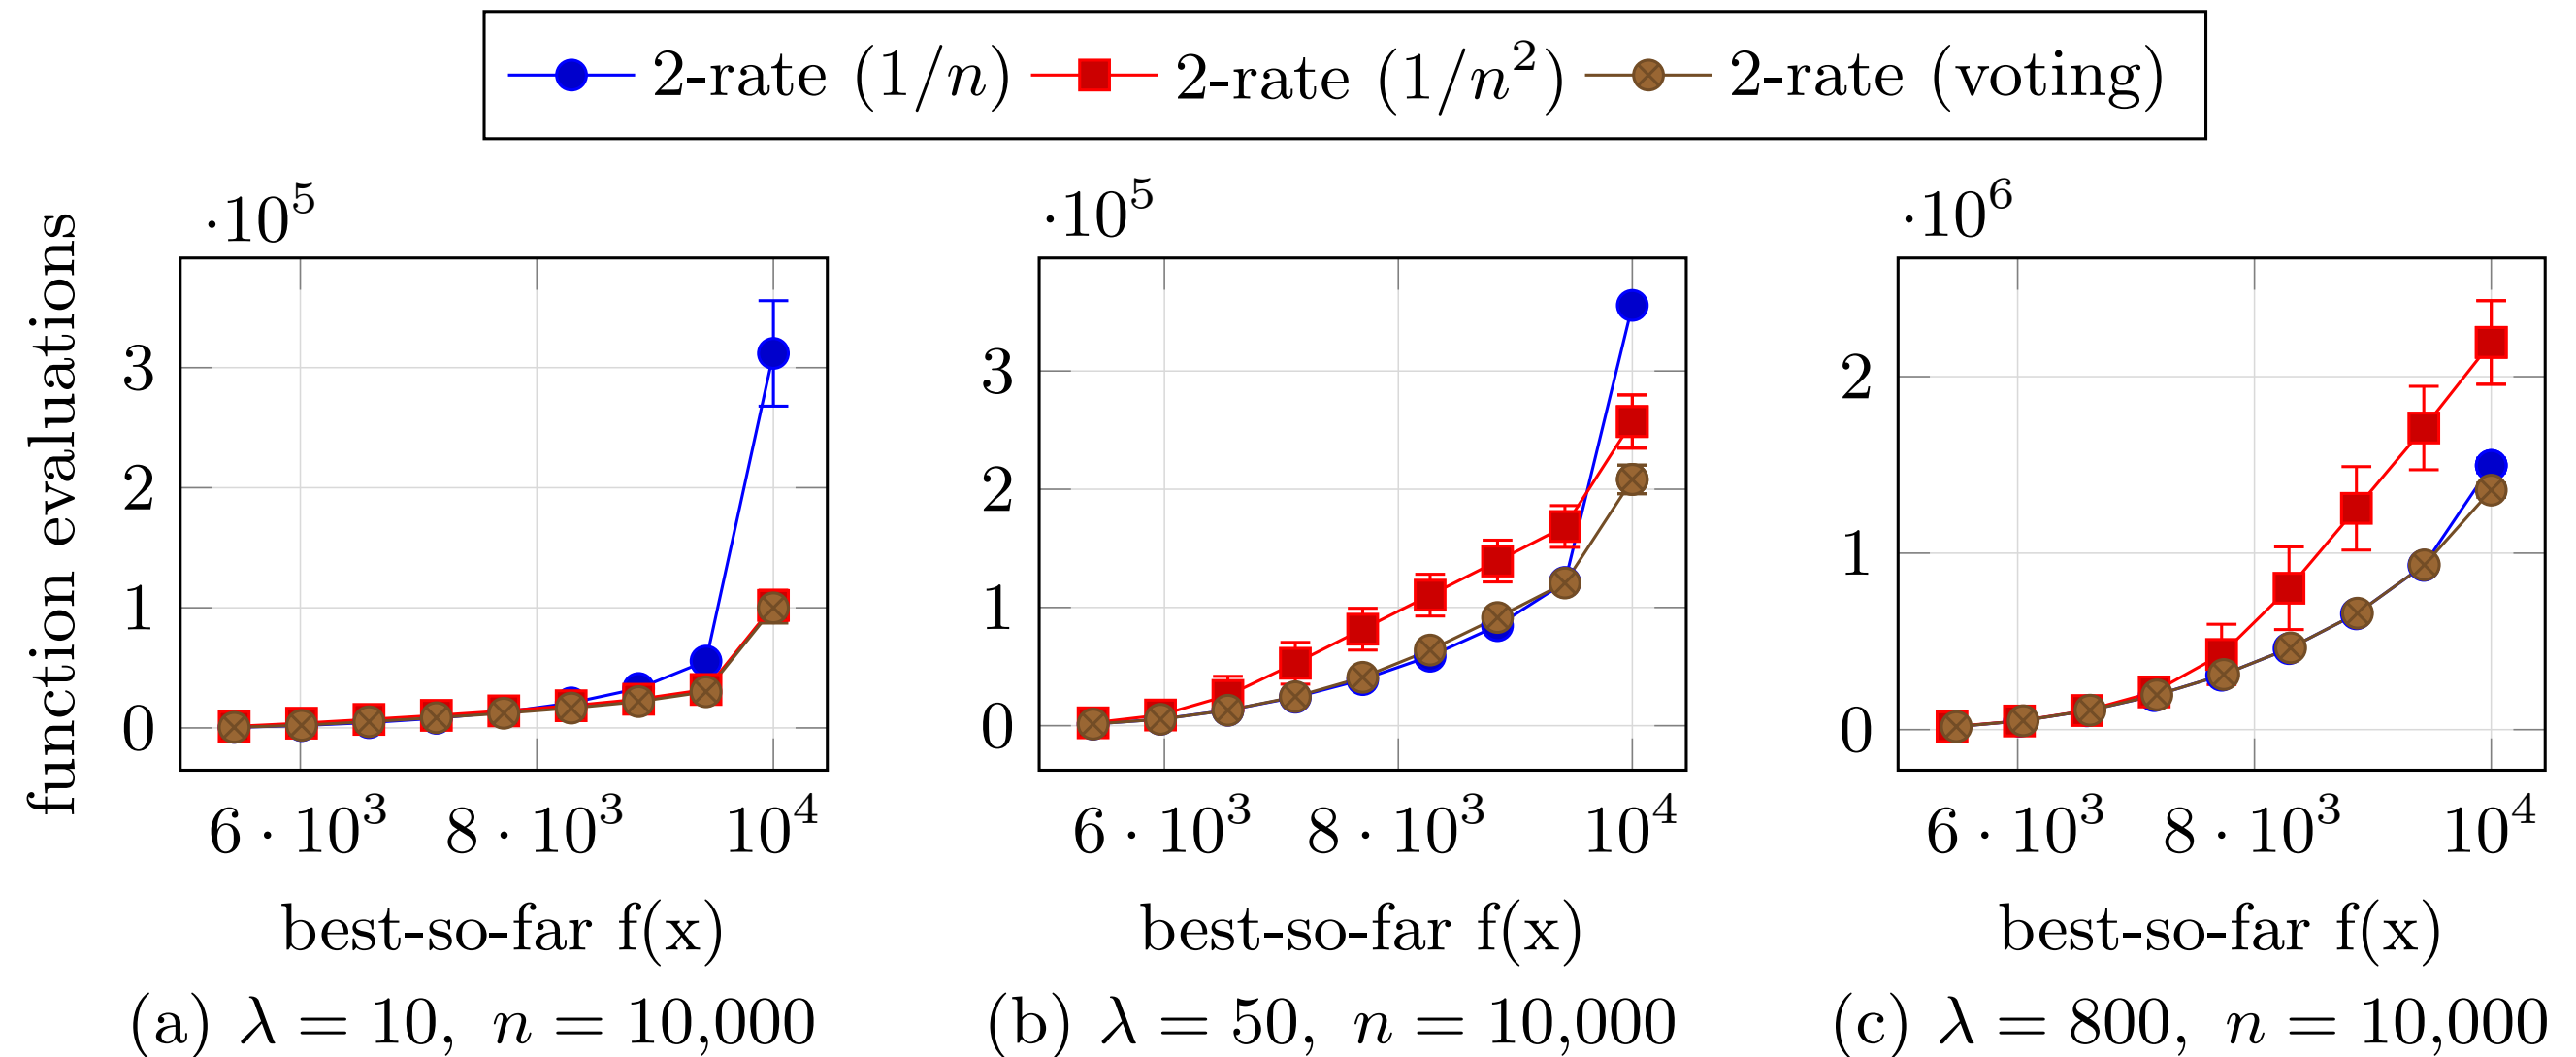 2-rate (1/n) 2-rate (1/n²) 2-rate (voting)
function evaluations
·10⁵
3
2
1
0
6 · 10³ 8 · 10³ 10⁴
best-so-far f(x)
(a) λ = 10, n = 10,000
·10⁵
3
2
1
0
6 · 10³ 8 · 10³ 10⁴
best-so-far f(x)
(b) λ = 50, n = 10,000
·10⁶
2
1
0
6 · 10³ 8 · 10³ 10⁴
best-so-far f(x)
(c) λ = 800, n = 10,000